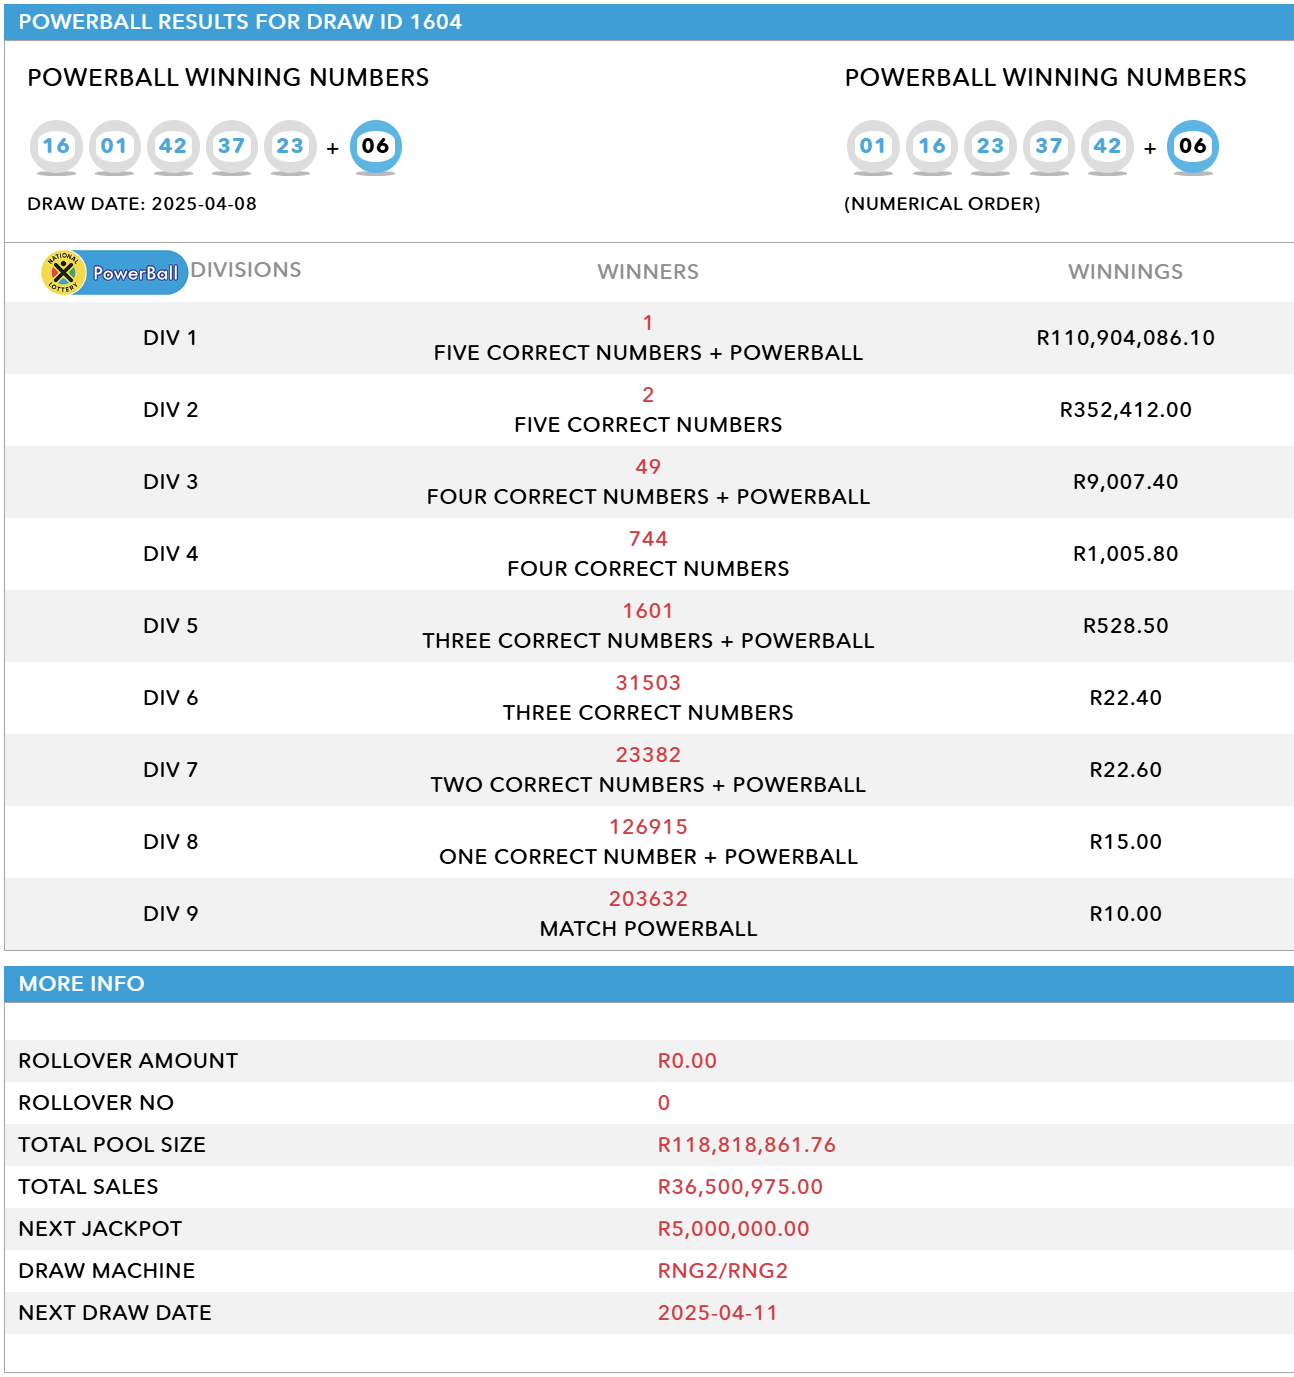 POWERBALL RESULTS FOR DRAW ID 1604
POWERBALL WINNING NUMBERS
16 01 42 37 23 + 06
DRAW DATE: 2025-04-08
POWERBALL WINNING NUMBERS
01 16 23 37 42 + 06
(NUMERICAL ORDER)
NATIONAL LOTTERY PowerBall DIVISIONS WINNERS WINNINGS
1
DIV 1 FIVE CORRECT NUMBERS + POWERBALL R110,904,086.10
2
DIV 2 FIVE CORRECT NUMBERS R352,412.00
49
DIV 3 FOUR CORRECT NUMBERS + POWERBALL R9,007.40
744
DIV 4 FOUR CORRECT NUMBERS R1,005.80
1601
DIV 5 THREE CORRECT NUMBERS + POWERBALL R528.50
31503
DIV 6 THREE CORRECT NUMBERS R22.40
23382
DIV 7 TWO CORRECT NUMBERS + POWERBALL R22.60
126915
DIV 8 ONE CORRECT NUMBER + POWERBALL R15.00
203632
DIV 9 MATCH POWERBALL R10.00
MORE INFO
ROLLOVER AMOUNT R0.00
ROLLOVER NO 0
TOTAL POOL SIZE R118,818,861.76
TOTAL SALES R36,500,975.00
NEXT JACKPOT R5,000,000.00
DRAW MACHINE RNG2/RNG2
NEXT DRAW DATE 2025-04-11